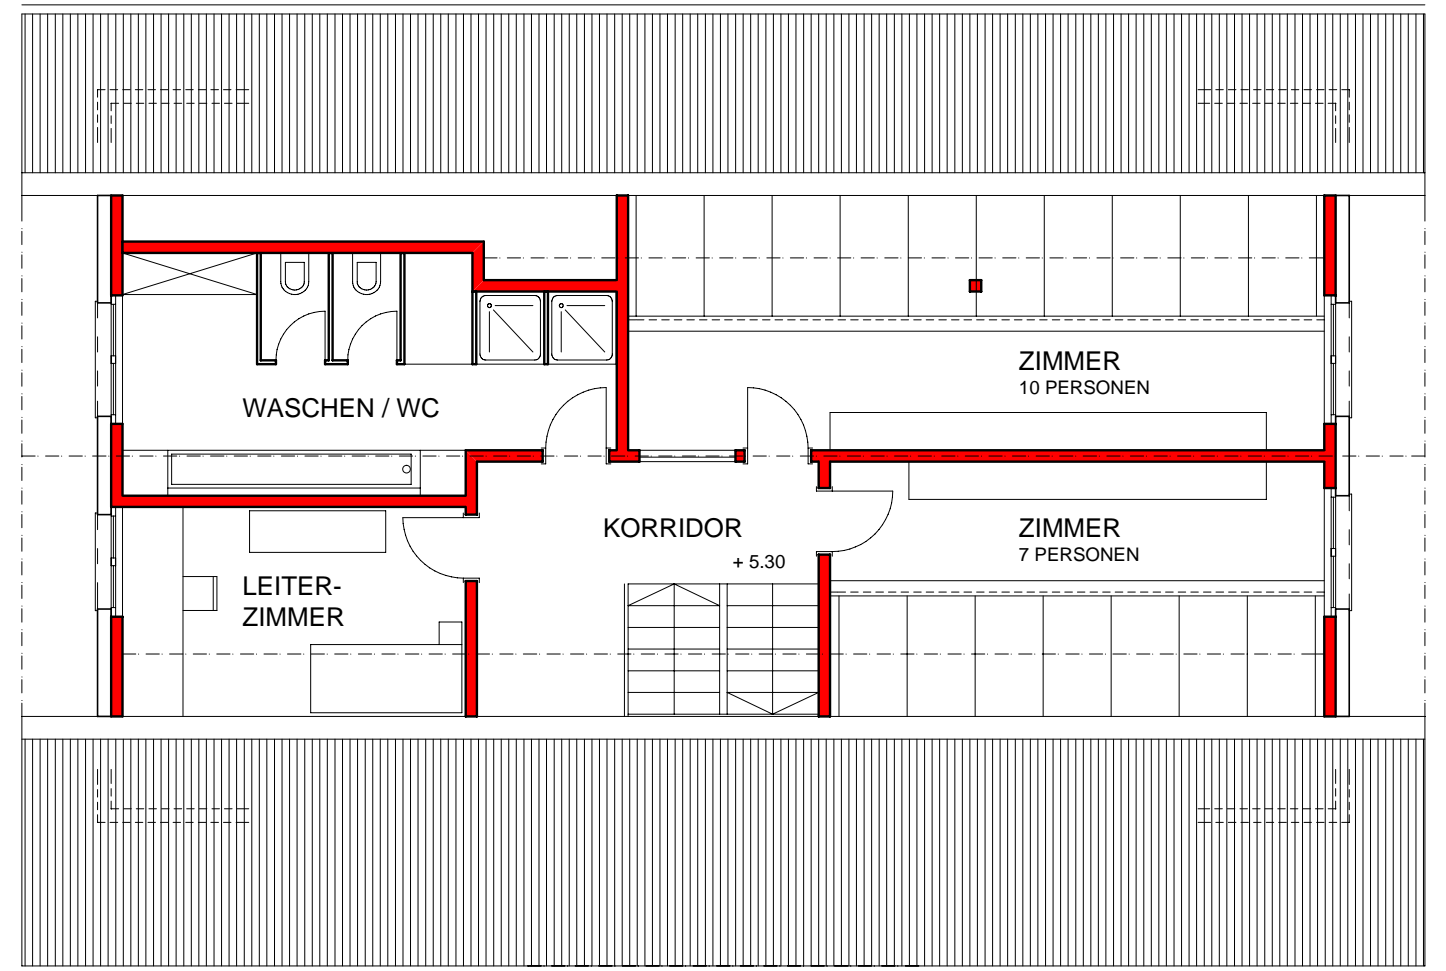 ZIMMER
10 PERSONEN
WASCHEN / WC
KORRIDOR
+ 5.30
ZIMMER
7 PERSONEN
LEITER-
ZIMMER